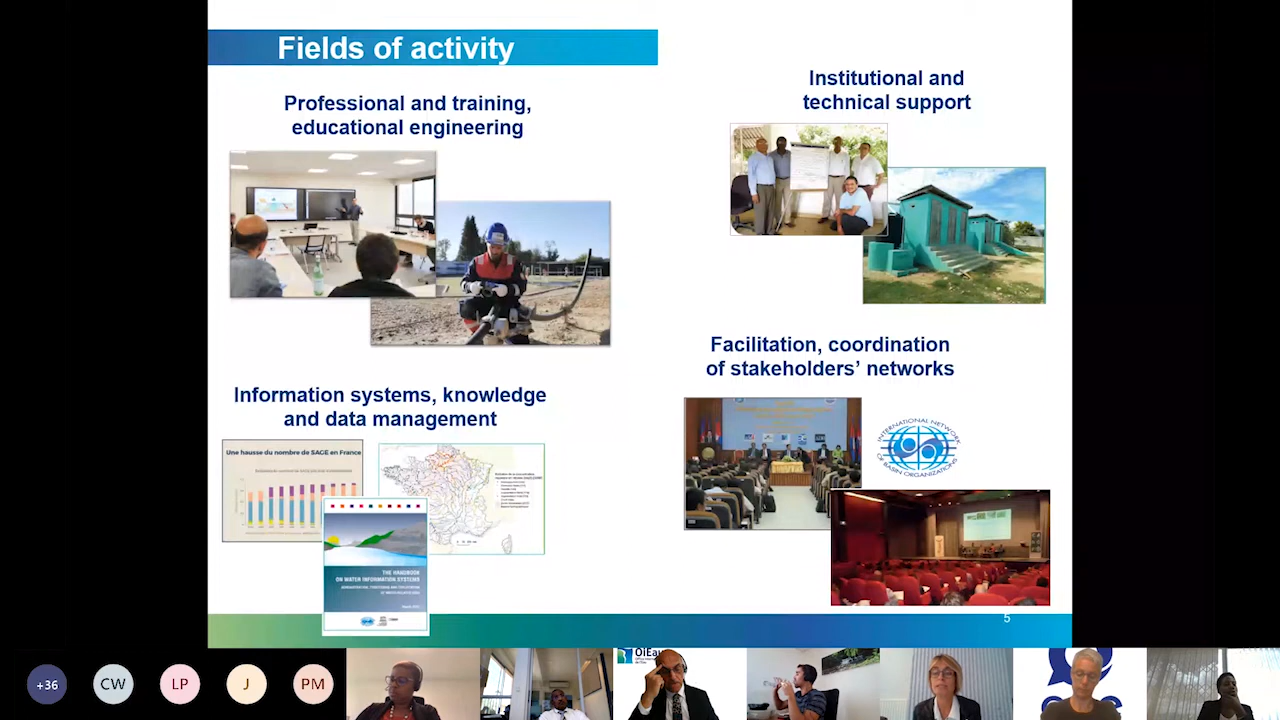 Fields of activity
Professional and training,
educational engineering
Institutional and
technical support
Information systems, knowledge
and data management
Une hausse du nombre de SAGE en France
THE HANDBOOK
ON WATER INFORMATION SYSTEMS
Facilitation, coordination
of stakeholders' networks
INTERNATIONAL NETWORK
OF BASIN ORGANIZATIONS
5
+36
CW
LP
J
PM
OiEau